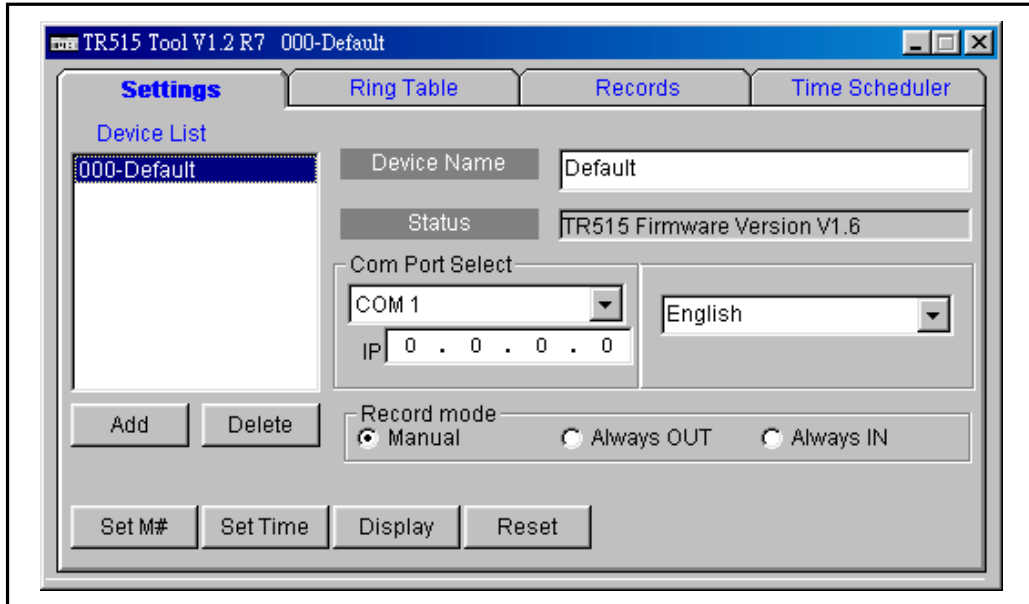 TR515 Tool V1.2 R7 000-Default
Settings
Ring Table
Records
Time Scheduler
Device List
000-Default
Device Name
Default
Status
TR515 Firmware Version V1.6
Com Port Select
COM 1
English
IP 0 . 0 . 0 . 0
Add
Delete
Record mode
Manual
Always OUT
Always IN
Set M#
Set Time
Display
Reset